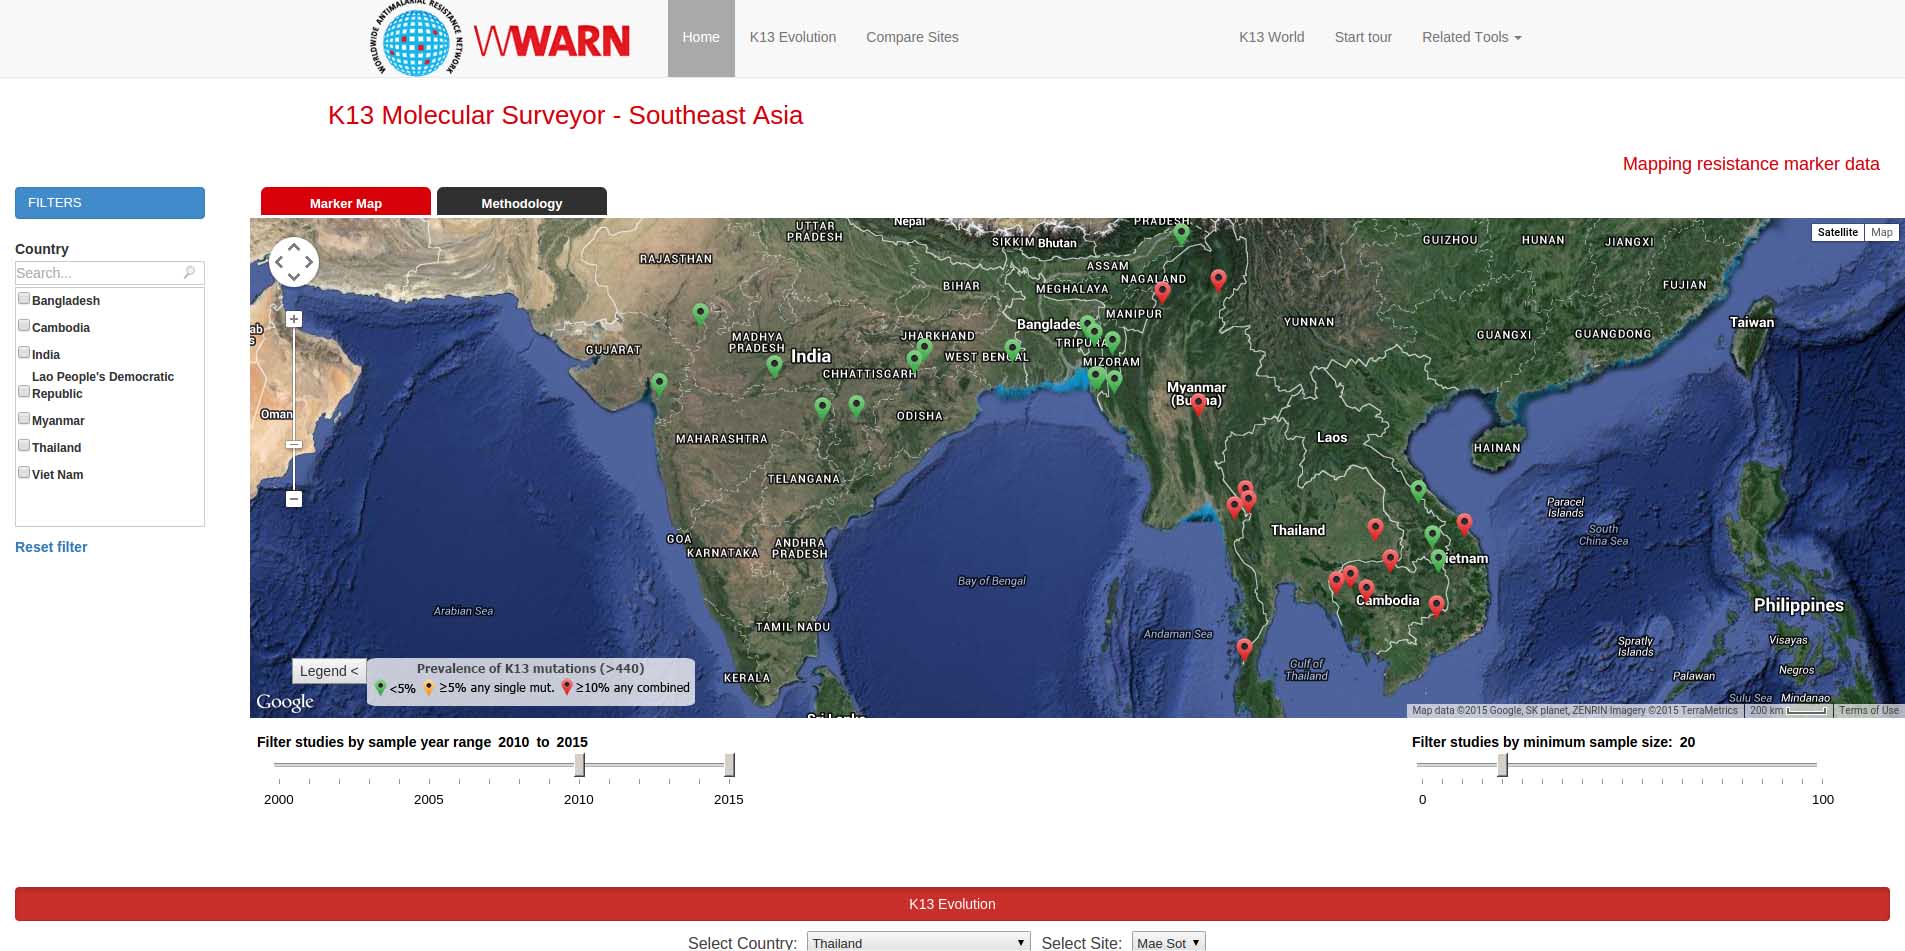 WORLDWIDE ANTIMALARIAL RESISTANCE NETWORK
WWARN
Home
K13 Evolution
Compare Sites
K13 World
Start tour
Related Tools
K13 Molecular Surveyor - Southeast Asia
Mapping resistance marker data
FILTERS
Country
Search...
Bangladesh
Cambodia
India
Lao People's Democratic
Republic
Myanmar
Thailand
Viet Nam
Reset filter
Marker Map
Methodology
Satellite
Map
Nepal
PRADESH
UTTAR
PRADESH
SIKKIM
Bhutan
GUIZHOU
HUNAN
JIANGXI
RAJASTHAN
ASSAM
NAGALAND
BIHAR
MEGHALAYA
FUJIAN
MANIPUR
YUNNAN
Taiwan
MADHYA
PRADESH
JHARKHAND
TRIPURA
GUANGXI
GUANGDONG
GUJARAT
India
WEST BENGAL
MIZORAM
CHHATTISGARH
Myanmar
Oman
ODISHA
MAHARASHTRA
Laos
HAINAN
TELANGANA
Paracel
Islands
Thailand
South
China Sea
GOA
KARNATAKA
ANDHRA
PRADESH
Bay of Bengal
Cambodia
Philippines
Arabian Sea
TAMIL NADU
Andaman Sea
Spratly
Islands
Visayas
Gulf of
Thailand
Negros
KERALA
Palawan
Sulu Sea
Mindanao
Legend <
Prevalence of K13 mutations (>440)
<5% ≥5% any single mut. ≥10% any combined
Google
Map data ©2015 Google, SK planet, ZENRIN Imagery ©2015 TerraMetrics
200 km
Terms of Use
Filter studies by sample year range 2010 to 2015
2000
2005
2010
2015
Filter studies by minimum sample size: 20
0
100
K13 Evolution
Select Country: Thailand
Select Site: Mae Sot